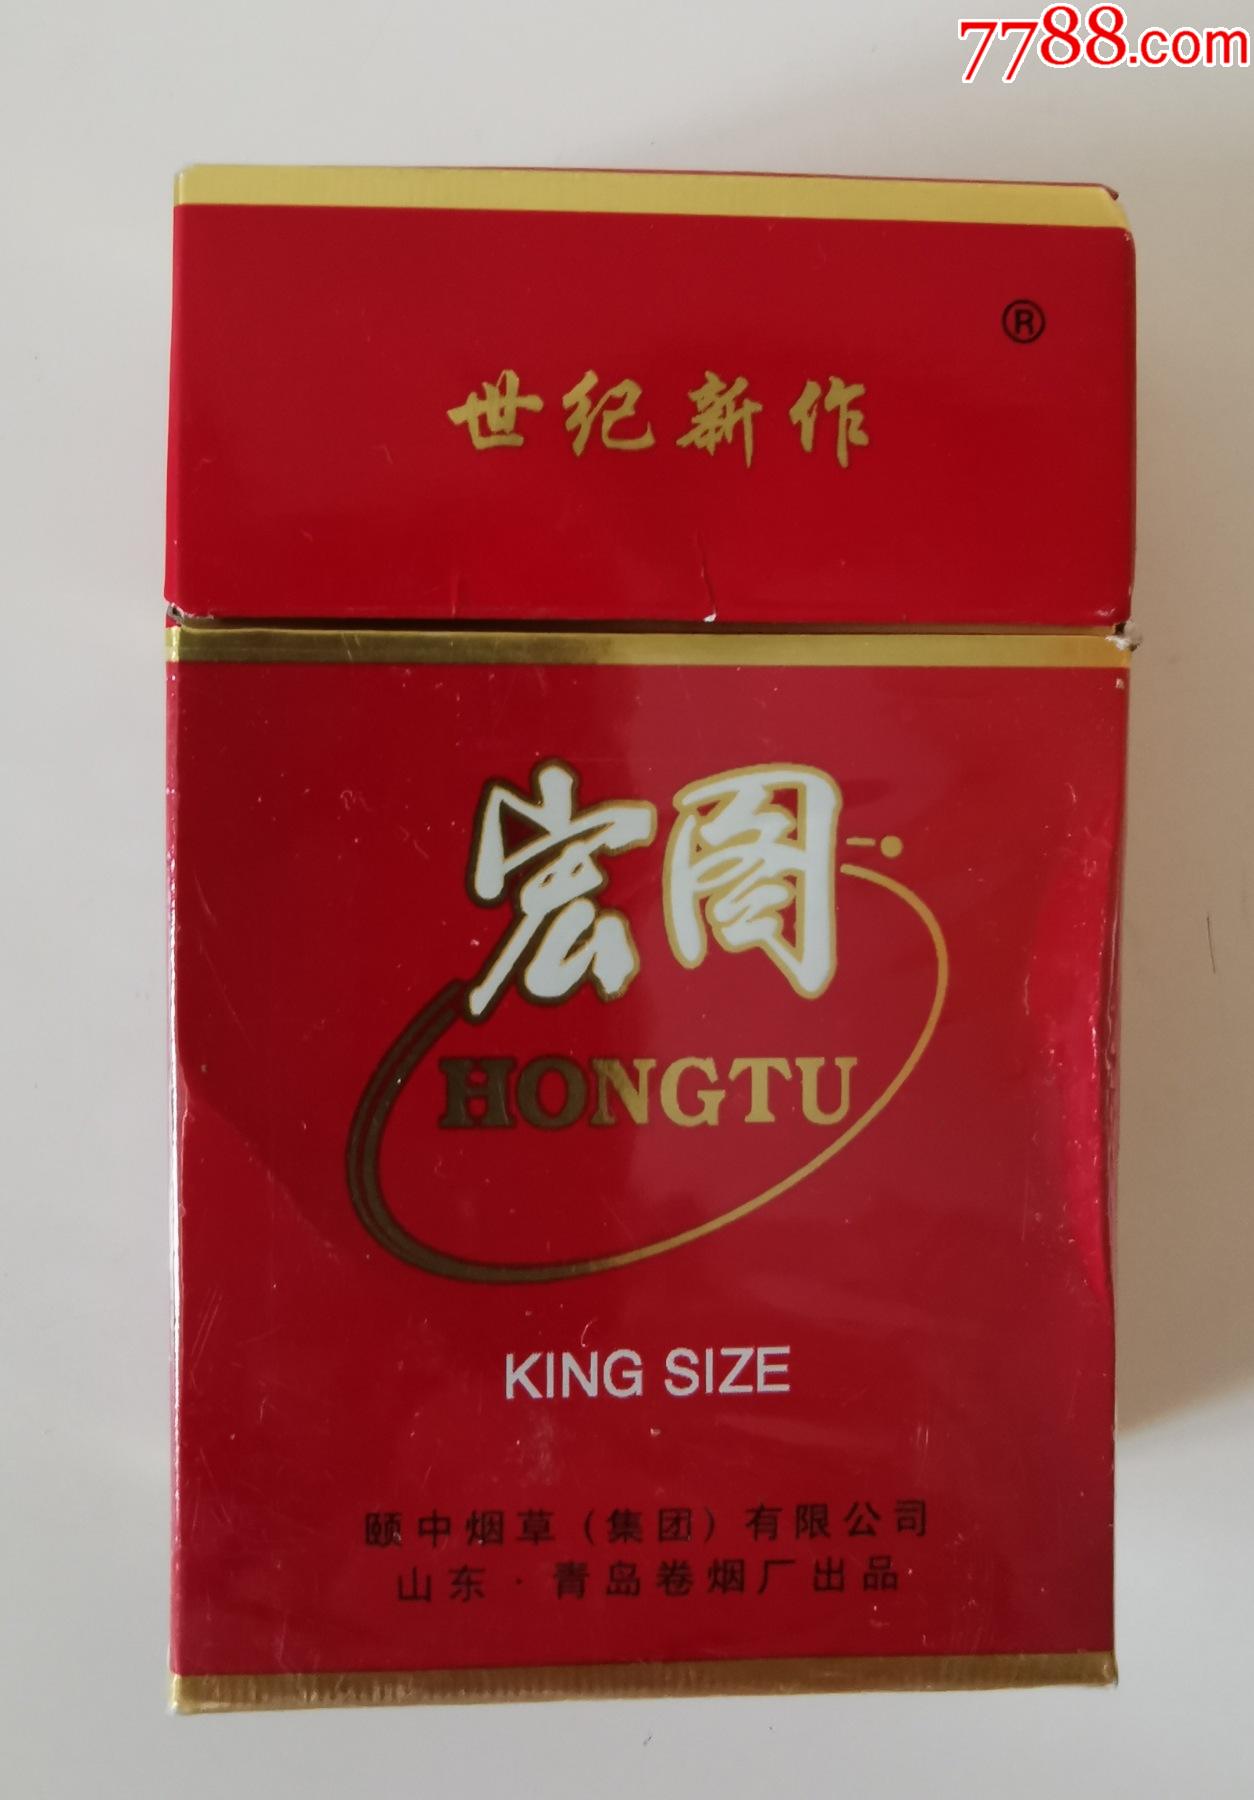 7788.com
®
世纪新作
宏图
HONGTU
KING SIZE
颐中烟草(集团)有限公司
山东·青岛卷烟厂出品